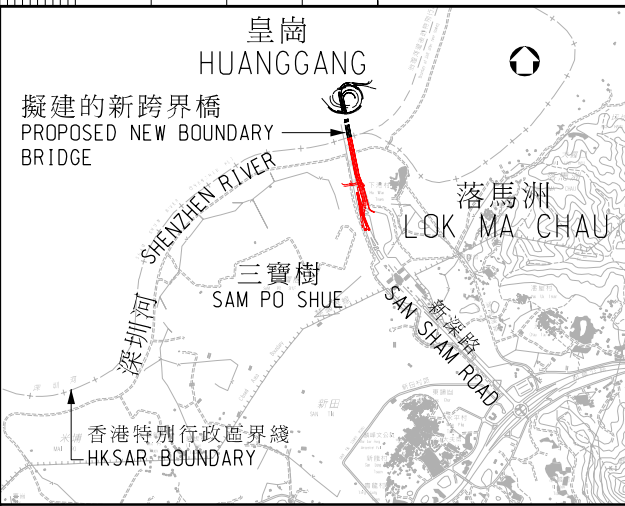 皇崗
HUANGGANG
擬建的新跨界橋
PROPOSED NEW BOUNDARY
BRIDGE
SHENZHEN RIVER
深圳河
落馬洲
LOK MA CHAU
三寶樹
SAM PO SHUE
新深路
SAN SHAM ROAD
新田
香港特別行政區界綫
HKSAR BOUNDARY